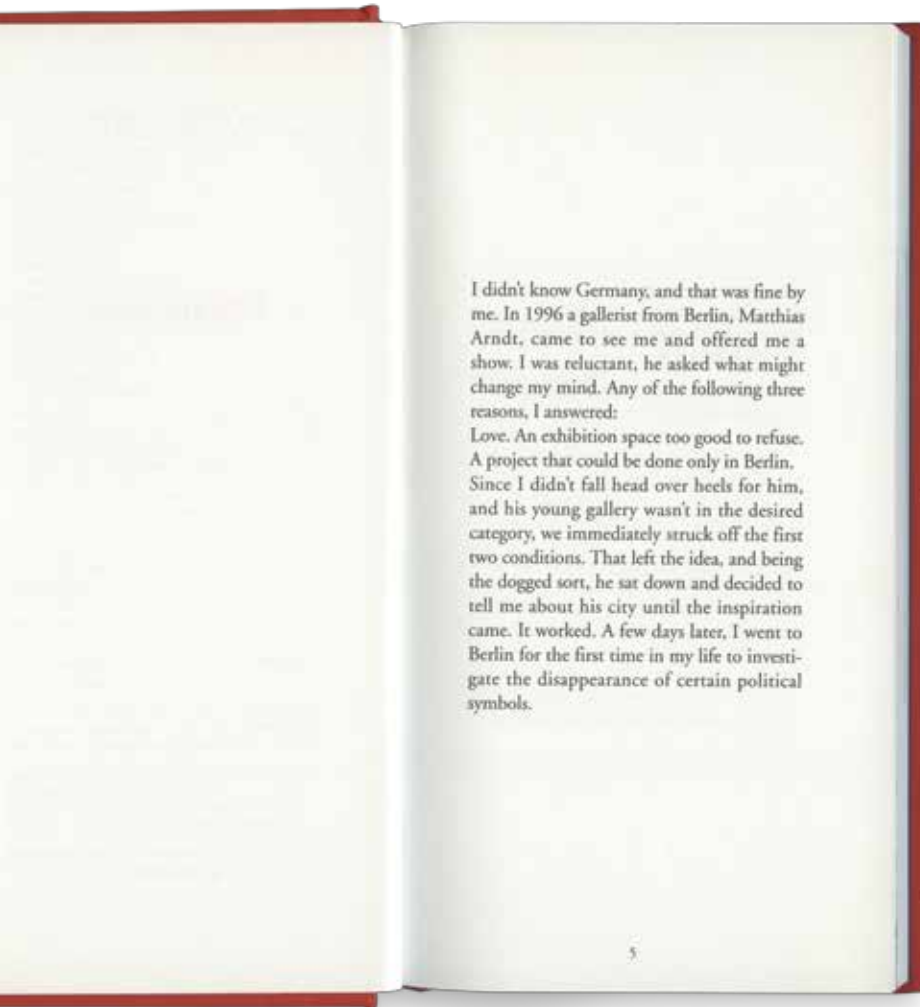 I didn't know Germany, and that was fine by
me. In 1996 a gallerist from Berlin, Matthias
Arndt, came to see me and offered me a
show. I was reluctant, he asked what might
change my mind. Any of the following three
reasons, I answered:
Love. An exhibition space too good to refuse.
A project that could be done only in Berlin.
Since I didn't fall head over heels for him,
and his young gallery wasn't in the desired
category, we immediately struck off the first
two conditions. That left the idea, and being
the dogged sort, he sat down and decided to
tell me about his city until the inspiration
came. It worked. A few days later, I went to
Berlin for the first time in my life to investi-
gate the disappearance of certain political
symbols.
5